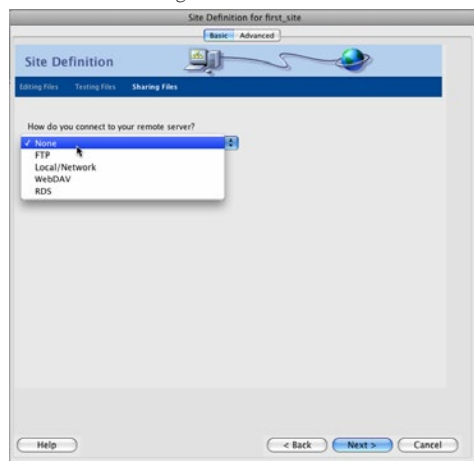 Site Definition for first_site
Basic Advanced
Site Definition
Editing Files Testing Files Sharing Files
How do you connect to your remote server?
✓ None
FTP
Local/Network
WebDAV
RDS
Help < Back Next > Cancel